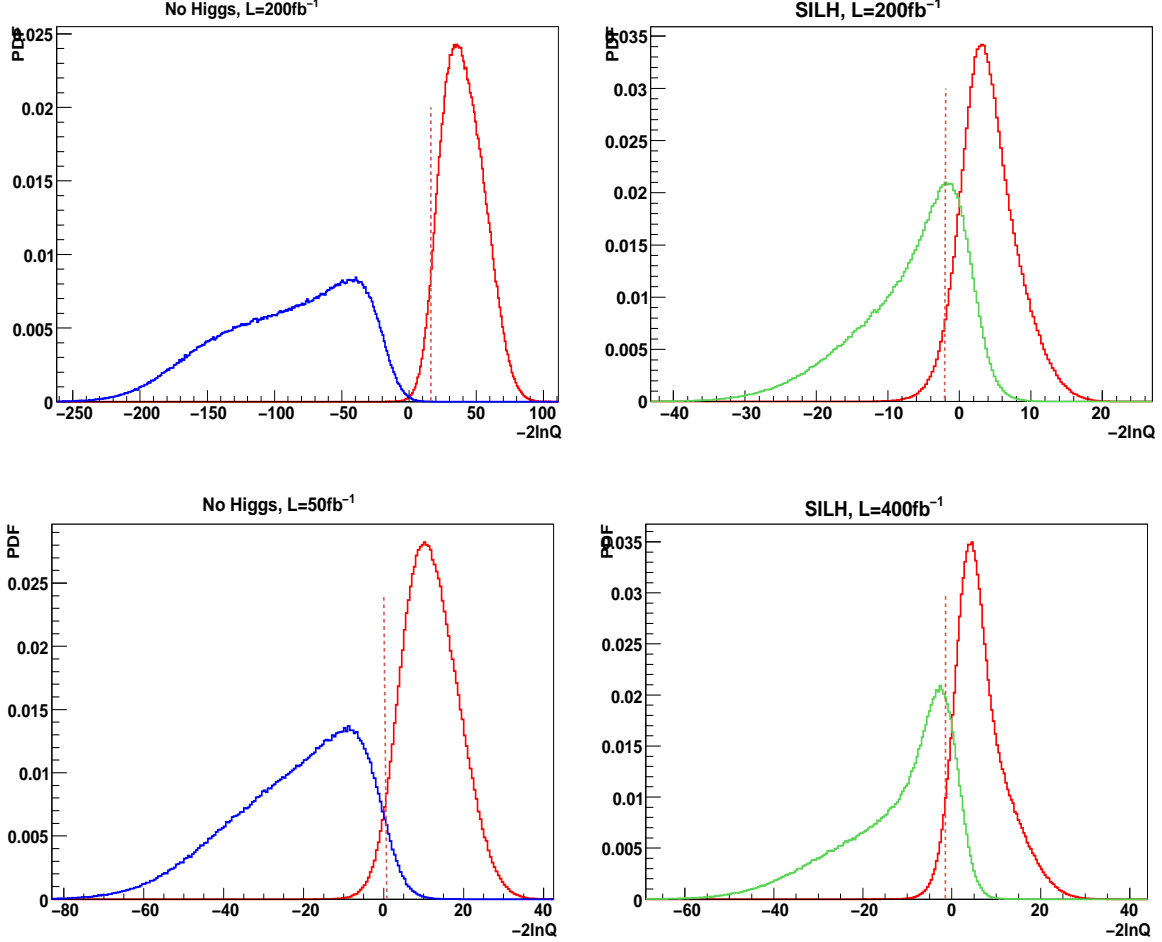 No Higgs, L=200fb⁻¹
PDF
0.025
0.02
0.015
0.01
0.005
0
-250 -200 -150 -100 -50 0 50 100
-2lnQ
SILH, L=200fb⁻¹
PDF
0.035
0.03
0.025
0.02
0.015
0.01
0.005
0
-40 -30 -20 -10 0 10 20
-2lnQ
No Higgs, L=50fb⁻¹
PDF
0.025
0.02
0.015
0.01
0.005
0
-80 -60 -40 -20 0 20 40
-2lnQ
SILH, L=400fb⁻¹
PDF
0.035
0.03
0.025
0.02
0.015
0.01
0.005
0
-60 -40 -20 0 20 40
-2lnQ